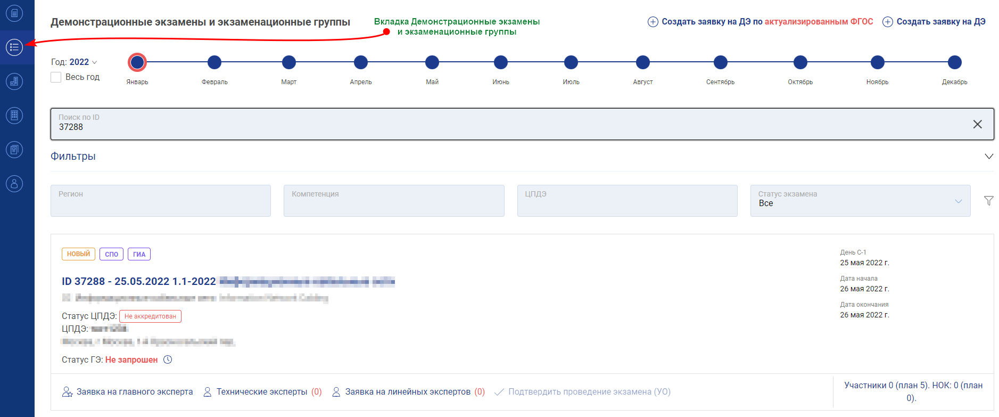 Демонстрационные экзамены и экзаменационные группы
Вкладка Демонстрационные экзамены
и экзаменационные группы
Создать заявку на ДЭ по актуализированным ФГОС
Создать заявку на ДЭ
Год: 2022
Весь год
Январь
Февраль
Март
Апрель
Май
Июнь
Июль
Август
Сентябрь
Октябрь
Ноябрь
Декабрь
Поиск по ID
37288
Фильтры
Регион
Компетенция
ЦПДЭ
Статус экзамена
Все
НОВЫЙ
СПО
ГИА
ID 37288 - 25.05.2022 1.1-2022
Статус ЦПДЭ: Не аккредитован
ЦПДЭ:
Статус ГЭ: Не запрошен
День С-1
25 мая 2022 г.
Дата начала
26 мая 2022 г.
Дата окончания
26 мая 2022 г.
Заявка на главного эксперта
Технические эксперты (0)
Заявка на линейных экспертов (0)
Подтвердить проведение экзамена (УО)
Участники 0 (план 5). НОК: 0 (план
0).